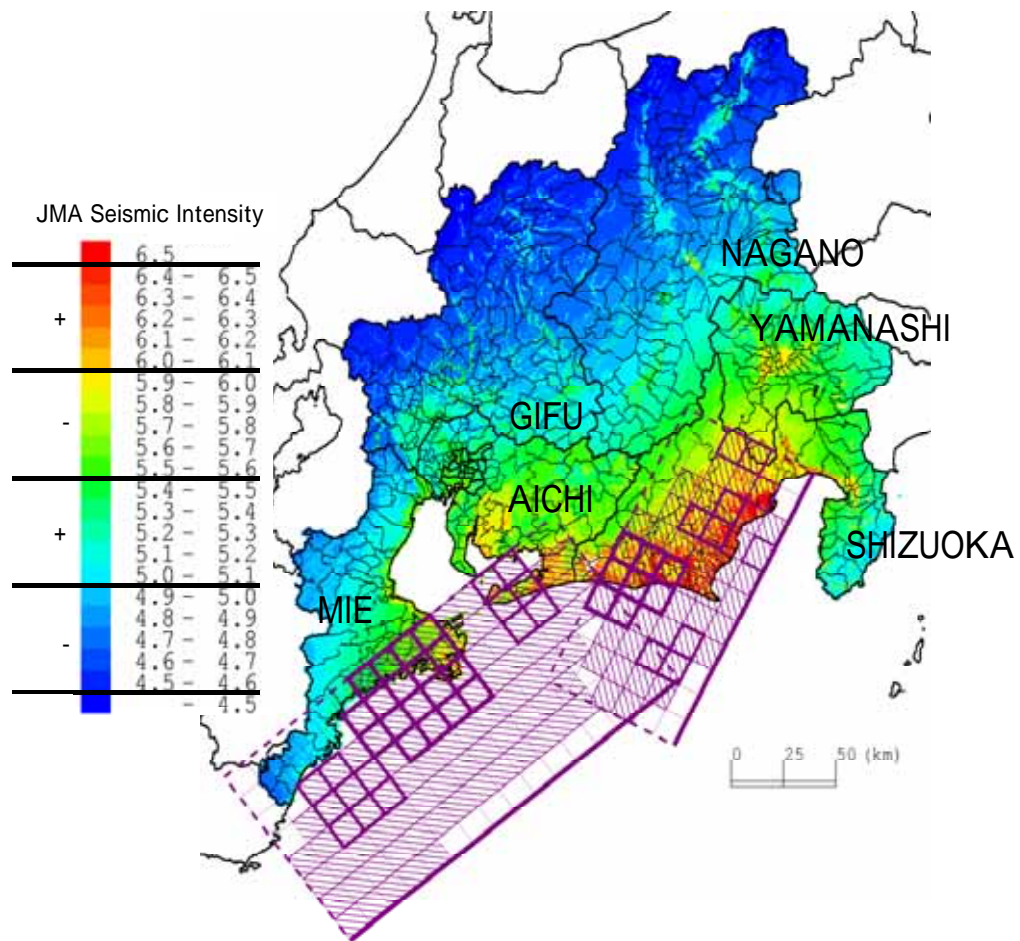 JMA Seismic Intensity
6.5
6.4 - 6.5
6.3 - 6.4
+
6.2 - 6.3
6.1 - 6.2
6.0 - 6.1
5.9 - 6.0
5.8 - 5.9
-
5.7 - 5.8
5.6 - 5.7
5.5 - 5.6
5.4 - 5.5
5.3 - 5.4
+
5.2 - 5.3
5.1 - 5.2
5.0 - 5.1
4.9 - 5.0
4.8 - 4.9
-
4.7 - 4.8
4.6 - 4.7
4.5 - 4.6
- 4.5
NAGANO
YAMANASHI
GIFU
AICHI
SHIZUOKA
MIE
0 25 50 (km)